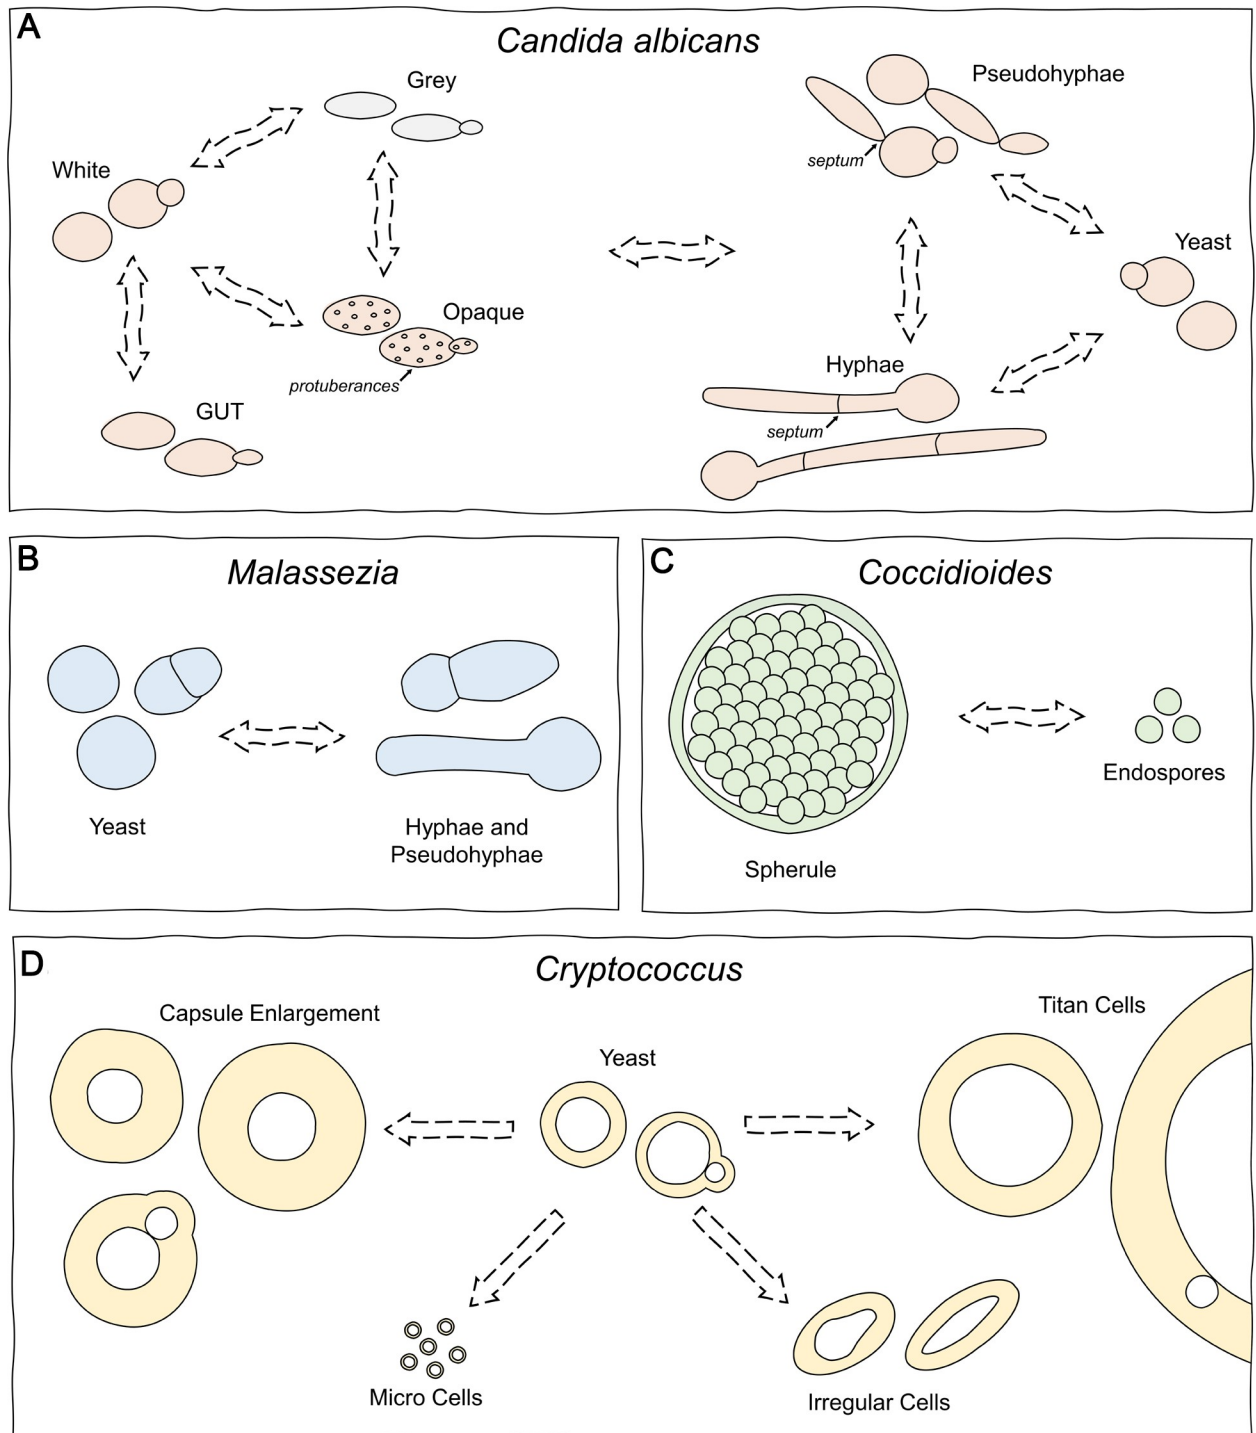 A
Candida albicans
Grey
White
Opaque
protuberances
GUT
Pseudohyphae
septum
Yeast
Hyphae
septum
B
Malassezia
Yeast
Hyphae and
Pseudohyphae
C
Coccidioides
Spherule
Endospores
D
Cryptococcus
Capsule Enlargement
Yeast
Titan Cells
Micro Cells
Irregular Cells